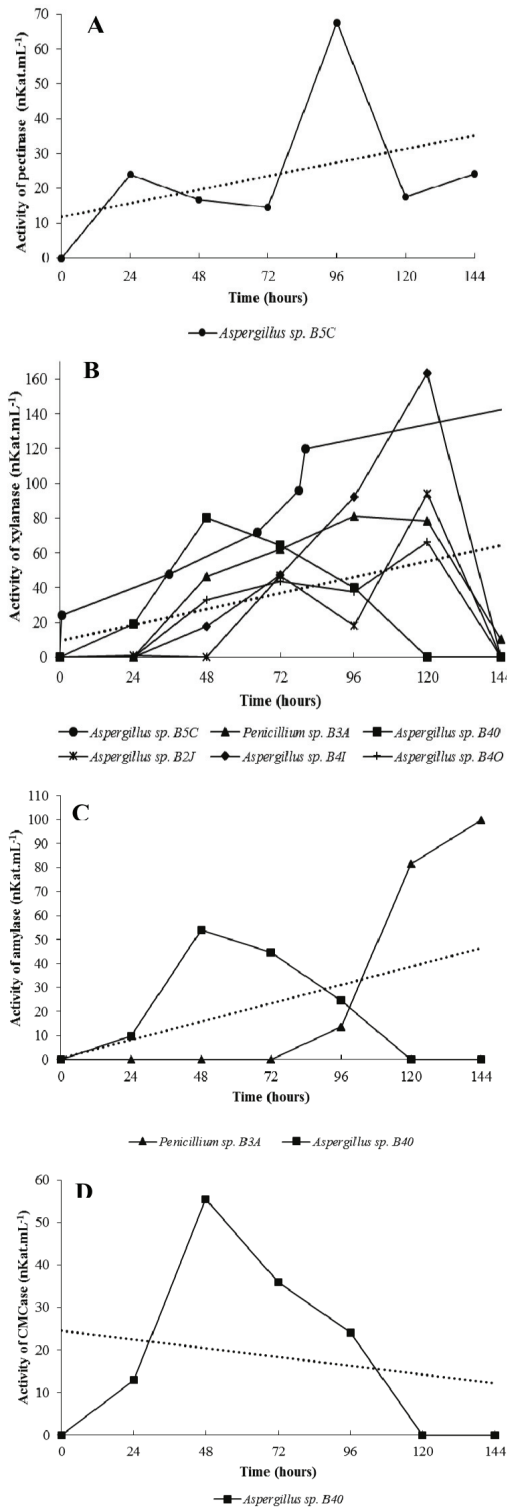 A
Activity of pectinase (nKat.mL-1)
70
60
50
40
30
20
10
0
0 24 48 72 96 120 144
Time (hours)
Aspergillus sp. B5C
B
Activity of xylanase (nKat.mL-1)
160
140
120
100
80
60
40
20
0
0 24 48 72 96 120 144
Time (hours)
Aspergillus sp. B5C Penicillium sp. B3A Aspergillus sp. B40
Aspergillus sp. B2J Aspergillus sp. B4I Aspergillus sp. B4O
C
Activity of amylase (nKat.mL-1)
110
100
90
80
70
60
50
40
30
20
10
0
0 24 48 72 96 120 144
Time (hours)
Penicillium sp. B3A Aspergillus sp. B40
D
Activity of CMCase (nKat.mL-1)
60
50
40
30
20
10
0
0 24 48 72 96 120 144
Time (hours)
Aspergillus sp. B40